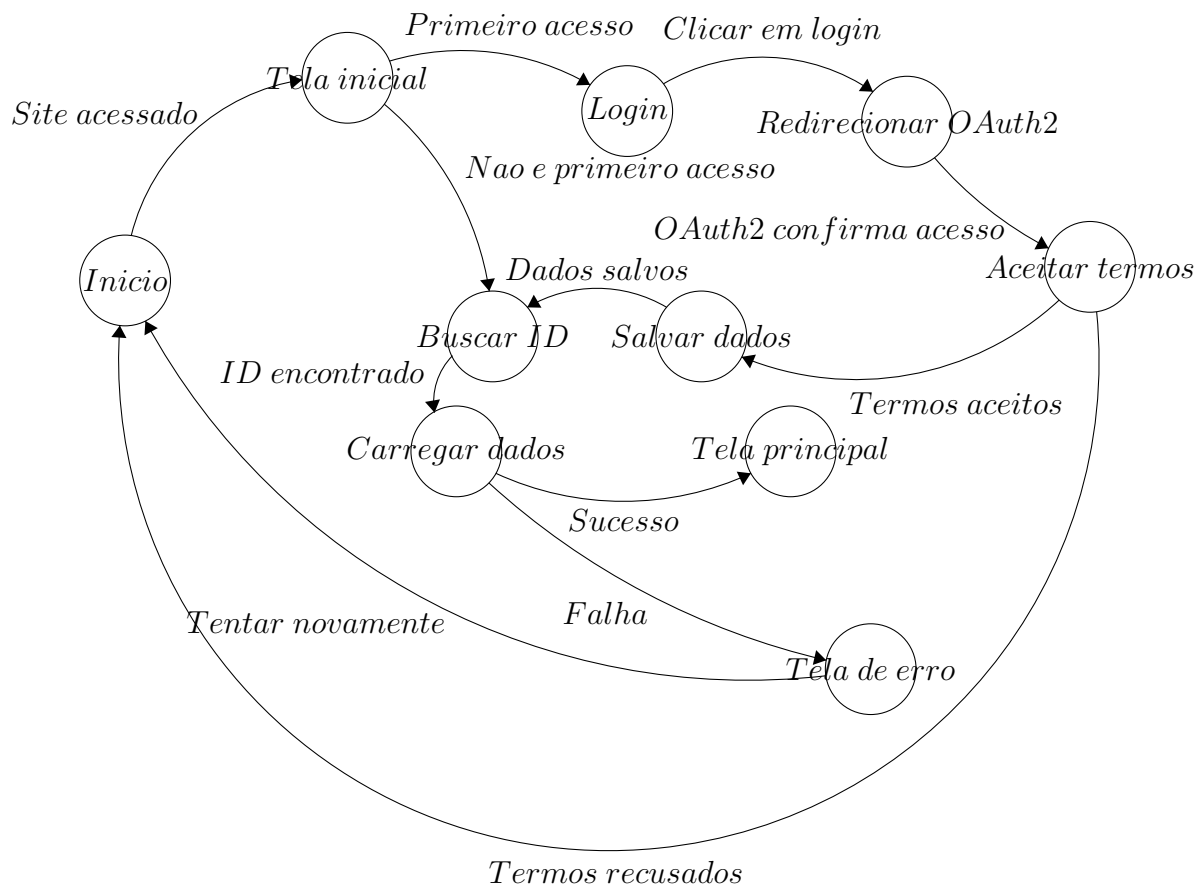 Primeiro acesso
Clicar em login
Tela inicial
Site acessado
Login
Redirecionar OAuth2
Nao e primeiro acesso
OAuth2 confirma acesso
Inicio
Dados salvos
Aceitar termos
Buscar ID
Salvar dados
ID encontrado
Termos aceitos
Carregar dados
Tela principal
Sucesso
Falha
Tentar novamente
Tela de erro
Termos recusados